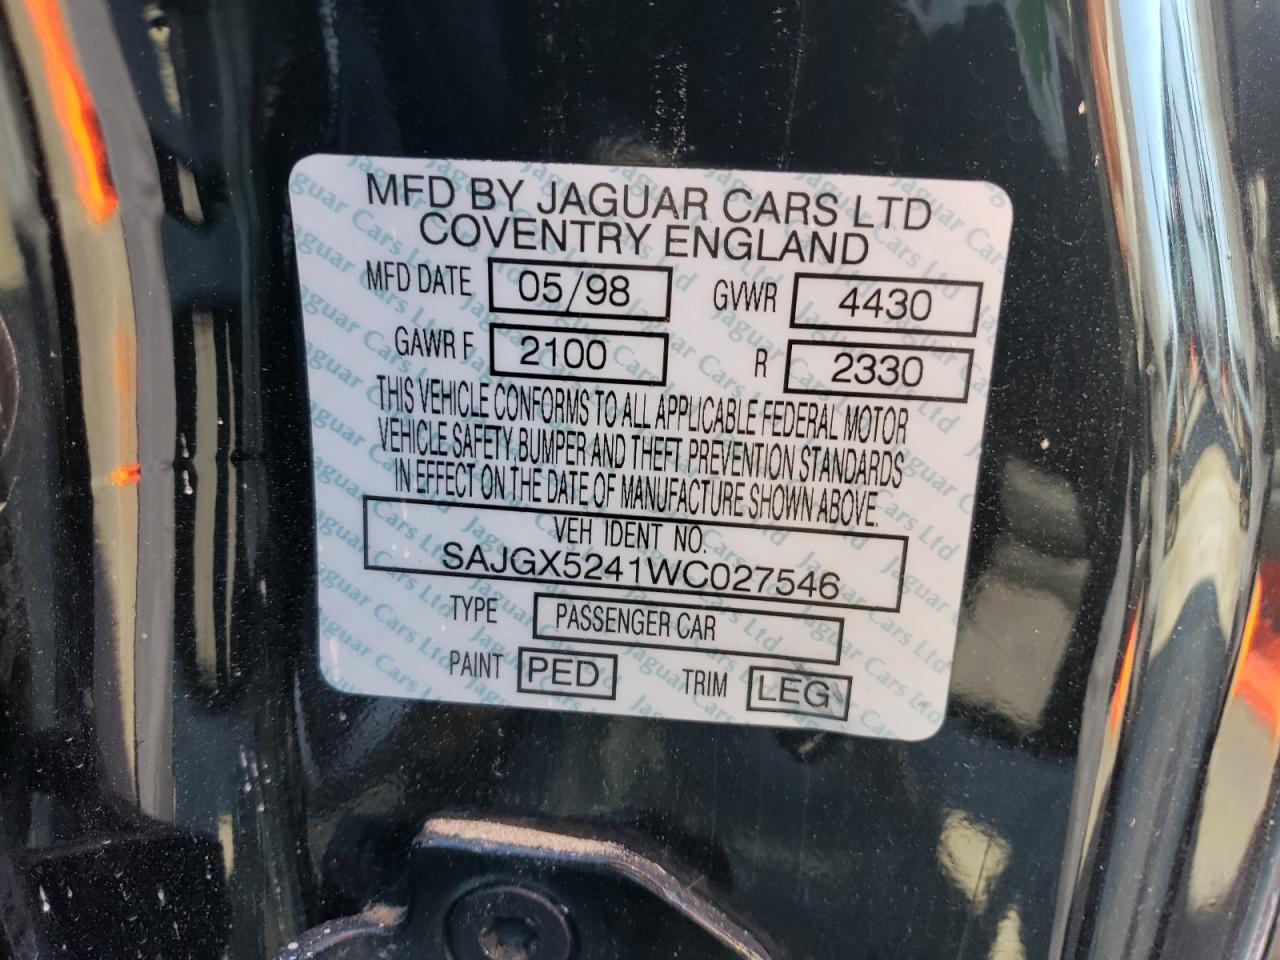 MFD BY JAGUAR CARS LTD
COVENTRY ENGLAND
MFD DATE 05/98 GVWR 4430
GAWR F 2100 R 2330
THIS VEHICLE CONFORMS TO ALL APPLICABLE FEDERAL MOTOR
VEHICLE SAFETY BUMPER AND THEFT PREVENTION STANDARDS
IN EFFECT ON THE DATE OF MANUFACTURE SHOWN ABOVE.
VEH IDENT NO.
SAJGX5241WC027546
TYPE PASSENGER CAR
PAINT PED TRIM LEG